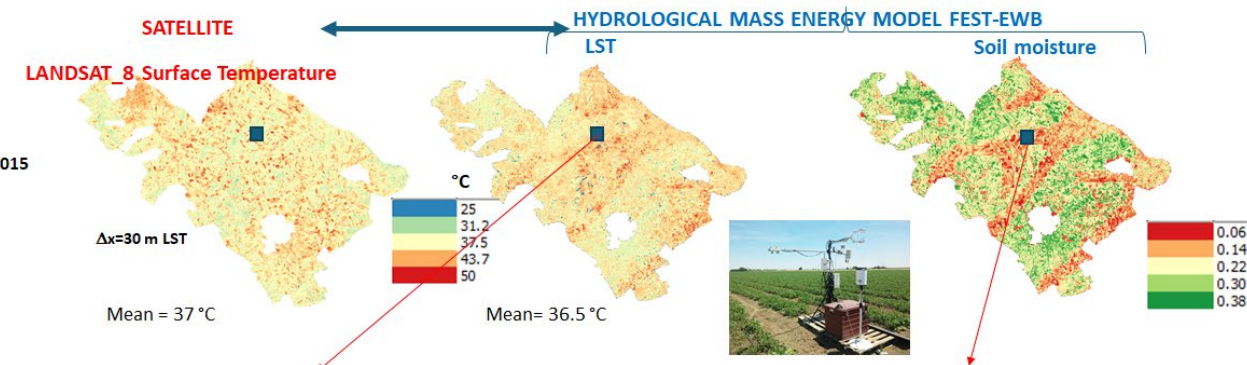 SATELLITE
HYDROLOGICAL MASS ENERGY MODEL FEST-EWB
LST
Soil moisture
LANDSAT_8 Surface Temperature
015
°C
25
31.2
37.5
43.7
50
Δx=30 m LST
Mean = 37 °C
Mean= 36.5 °C
0.06
0.14
0.22
0.30
0.38